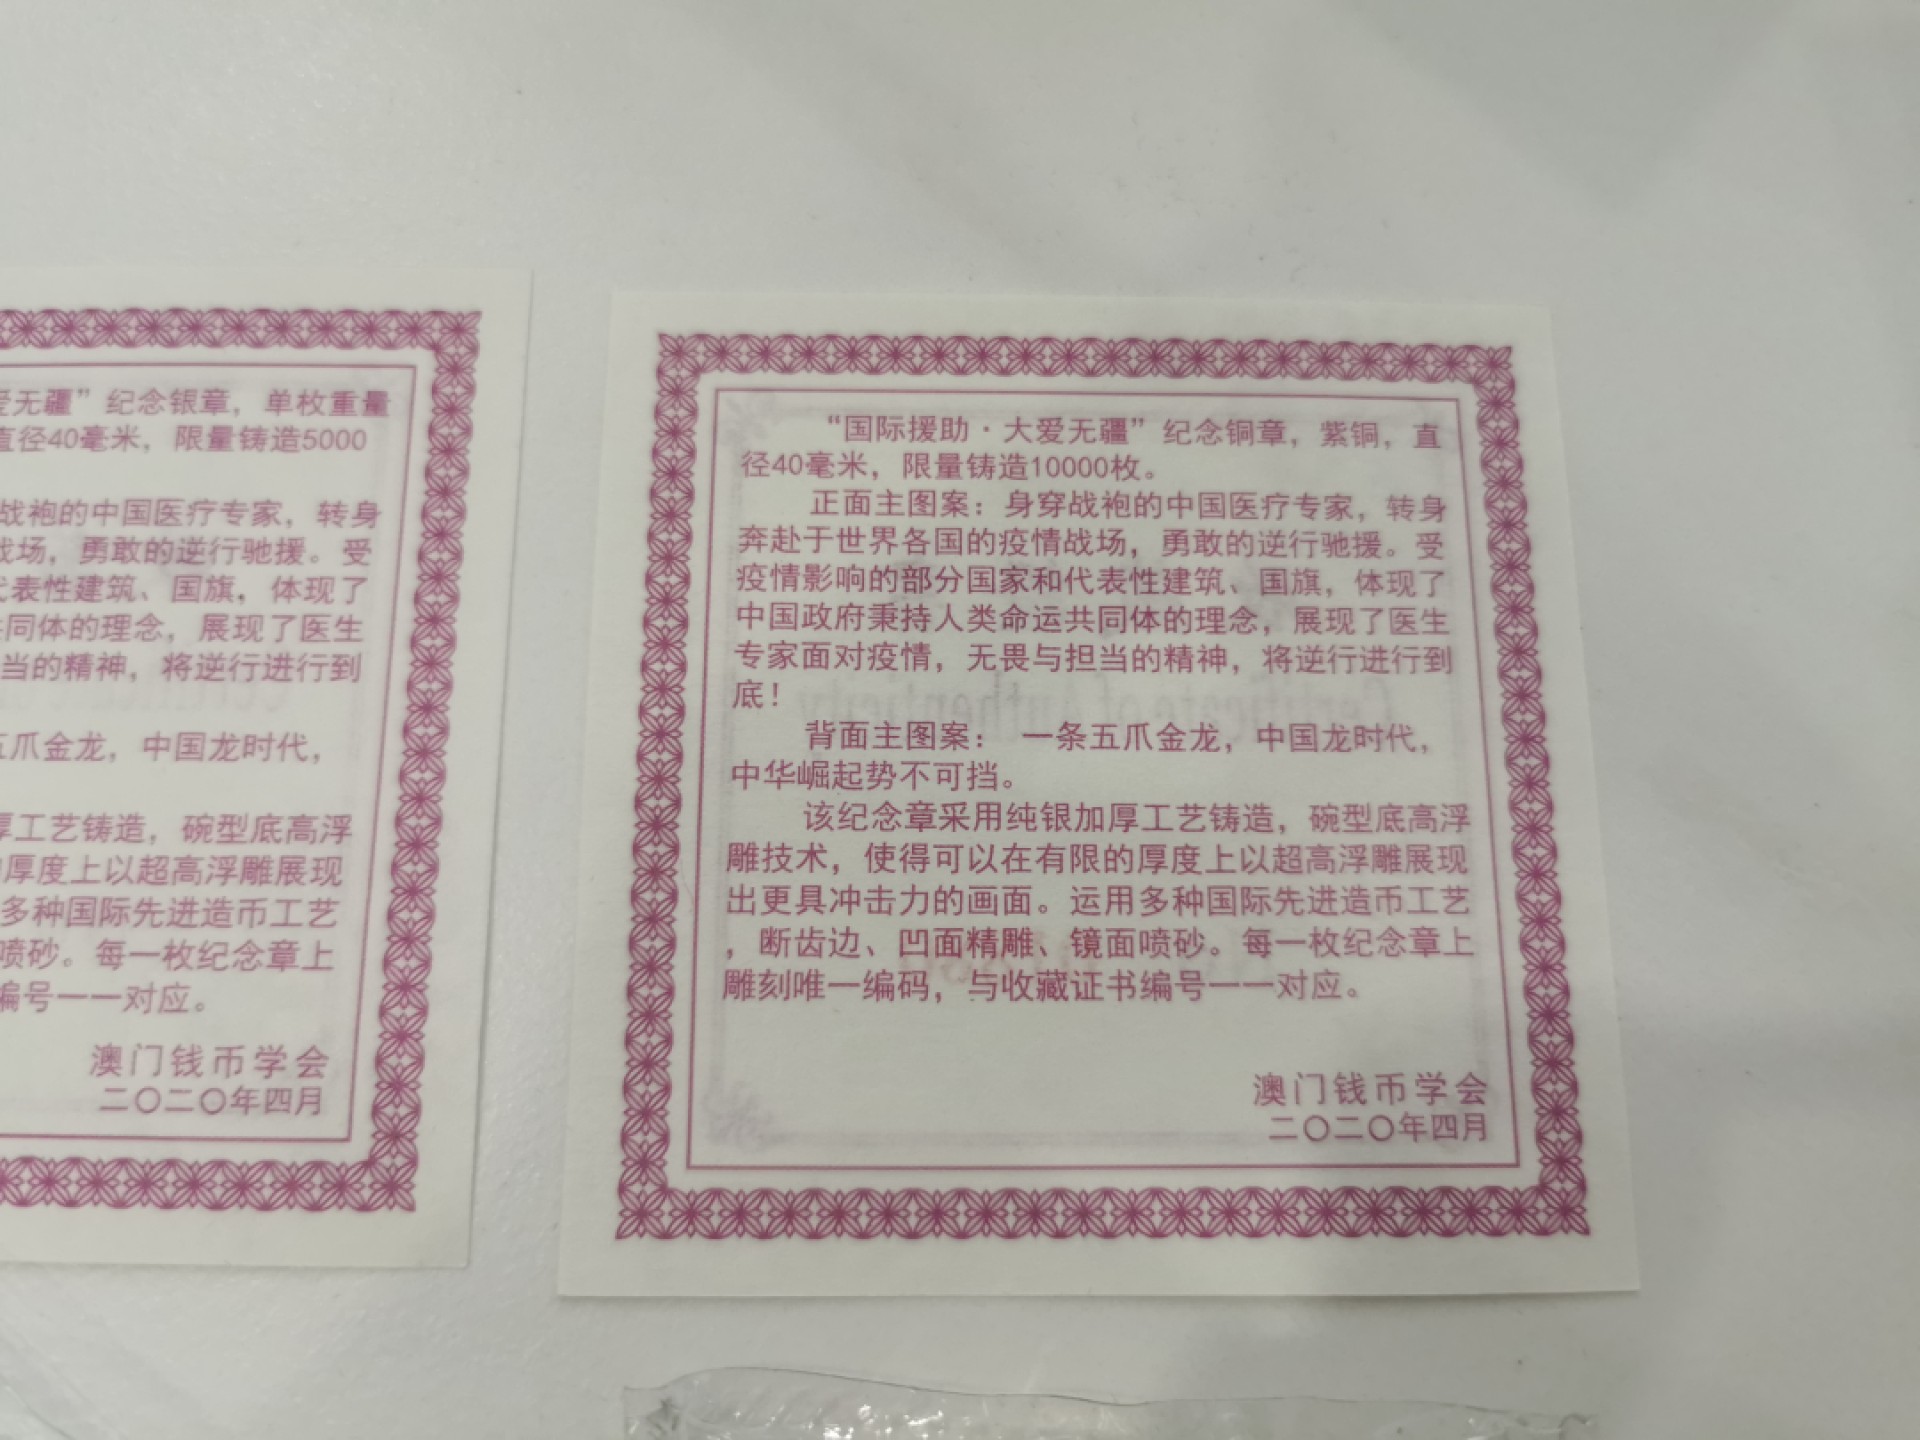 爱无疆”纪念银章，单枚重量
直径40毫米，限量铸造5000
战袍的中国医疗专家，转身
战场，勇敢的逆行驰援。受
代表性建筑、国旗，体现了
共同体的理念，展现了医生
当的精神，将逆行进行到
五爪金龙，中国龙时代，
厚工艺铸造，碗型底高浮
厚度上以超高浮雕展现
多种国际先进造币工艺
喷砂。每一枚纪念章上
编号一一对应。
澳门钱币学会
二〇二〇年四月
“国际援助·大爱无疆”纪念铜章，紫铜，直
径40毫米，限量铸造10000枚。
正面主图案：身穿战袍的中国医疗专家，转身
奔赴于世界各国的疫情战场，勇敢的逆行驰援。受
疫情影响的部分国家和代表性建筑、国旗，体现了
中国政府秉持人类命运共同体的理念，展现了医生
专家面对疫情，无畏与担当的精神，将逆行进行到
底！
背面主图案： 一条五爪金龙，中国龙时代，
中华崛起势不可挡。
该纪念章采用纯银加厚工艺铸造，碗型底高浮
雕技术，使得可以在有限的厚度上以超高浮雕展现
出更具冲击力的画面。运用多种国际先进造币工艺
，断齿边、凹面精雕、镜面喷砂。每一枚纪念章上
雕刻唯一编码，与收藏证书编号一一对应。
澳门钱币学会
二〇二〇年四月